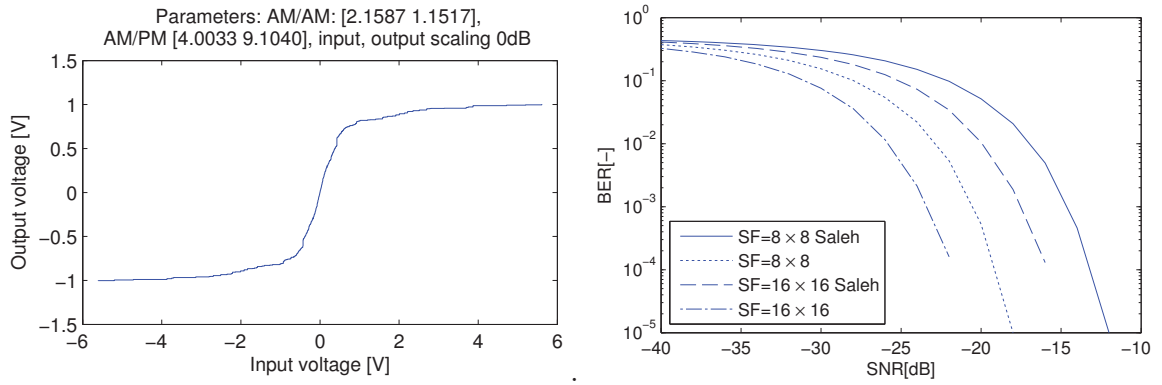 Parameters: AM/AM: [2.1587 1.1517],
AM/PM [4.0033 9.1040], input, output scaling 0dB
1.5
1
0.5
0
−0.5
−1
−1.5
Output voltage [V]
−6 −4 −2 0 2 4 6
Input voltage [V]
.
10^0
10^-1
10^-2
10^-3
10^-4
10^-5
BER[-]
SF=8 × 8 Saleh
SF=8 × 8
SF=16 × 16 Saleh
SF=16 × 16
−40 −35 −30 −25 −20 −15 −10
SNR[dB]